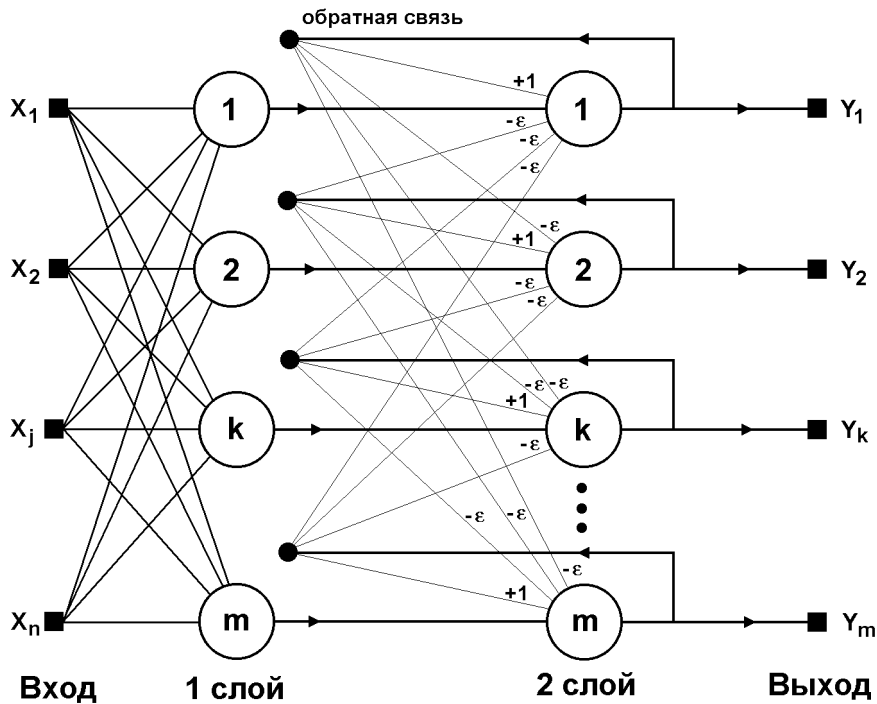 обратная связь
+1
X1 1 1 Y1
-ε
-ε
-ε
-ε
+1
X2 2 2 Y2
-ε
-ε
-ε -ε
+1
Xj k k Yk
-ε
-ε -ε
-ε
+1
Xn m m Ym
Вход 1 слой 2 слой Выход